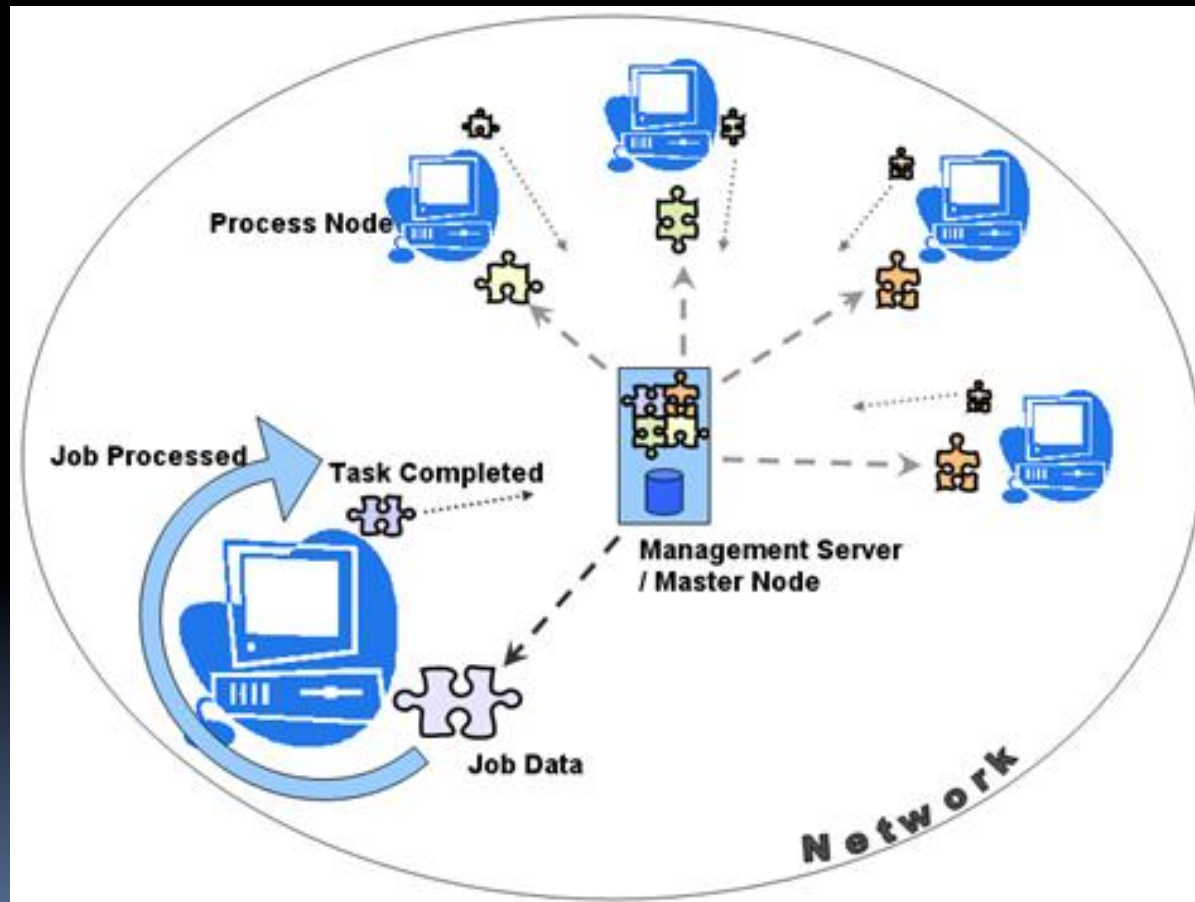 Process Node
Job Processed
Task Completed
Management Server
/ Master Node
Job Data
Network